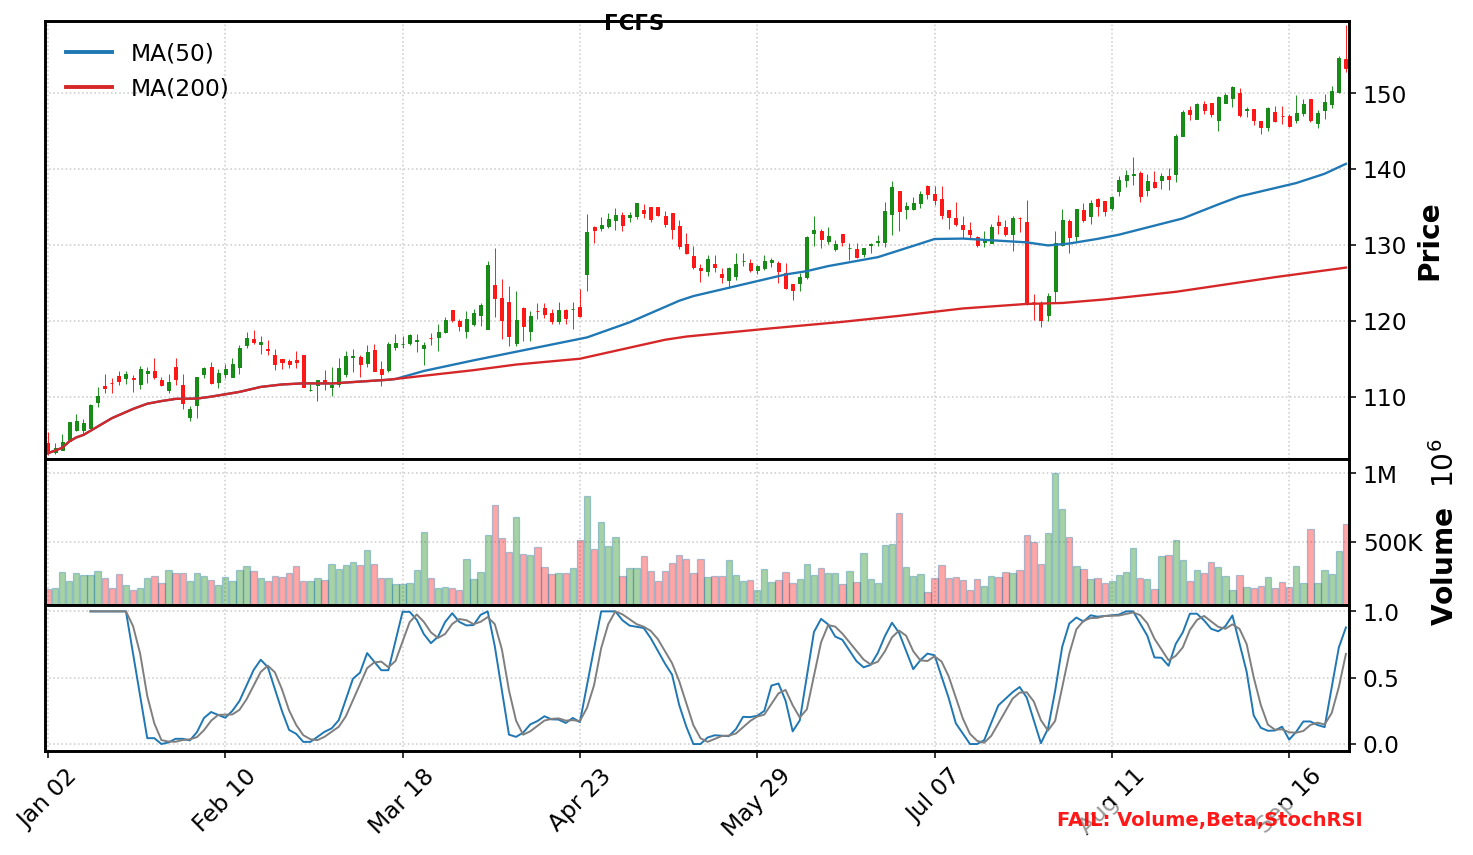 FCFS
MA(50)
MA(200)
150
140
130
120
110
Price
1M
500K
Volume 10⁶
1.0
0.5
0.0
Jan 02
Feb 10
Mar 18
Apr 23
May 29
Jul 07
Aug 11
Sep 16
FAIL: Volume,Beta,StochRSI